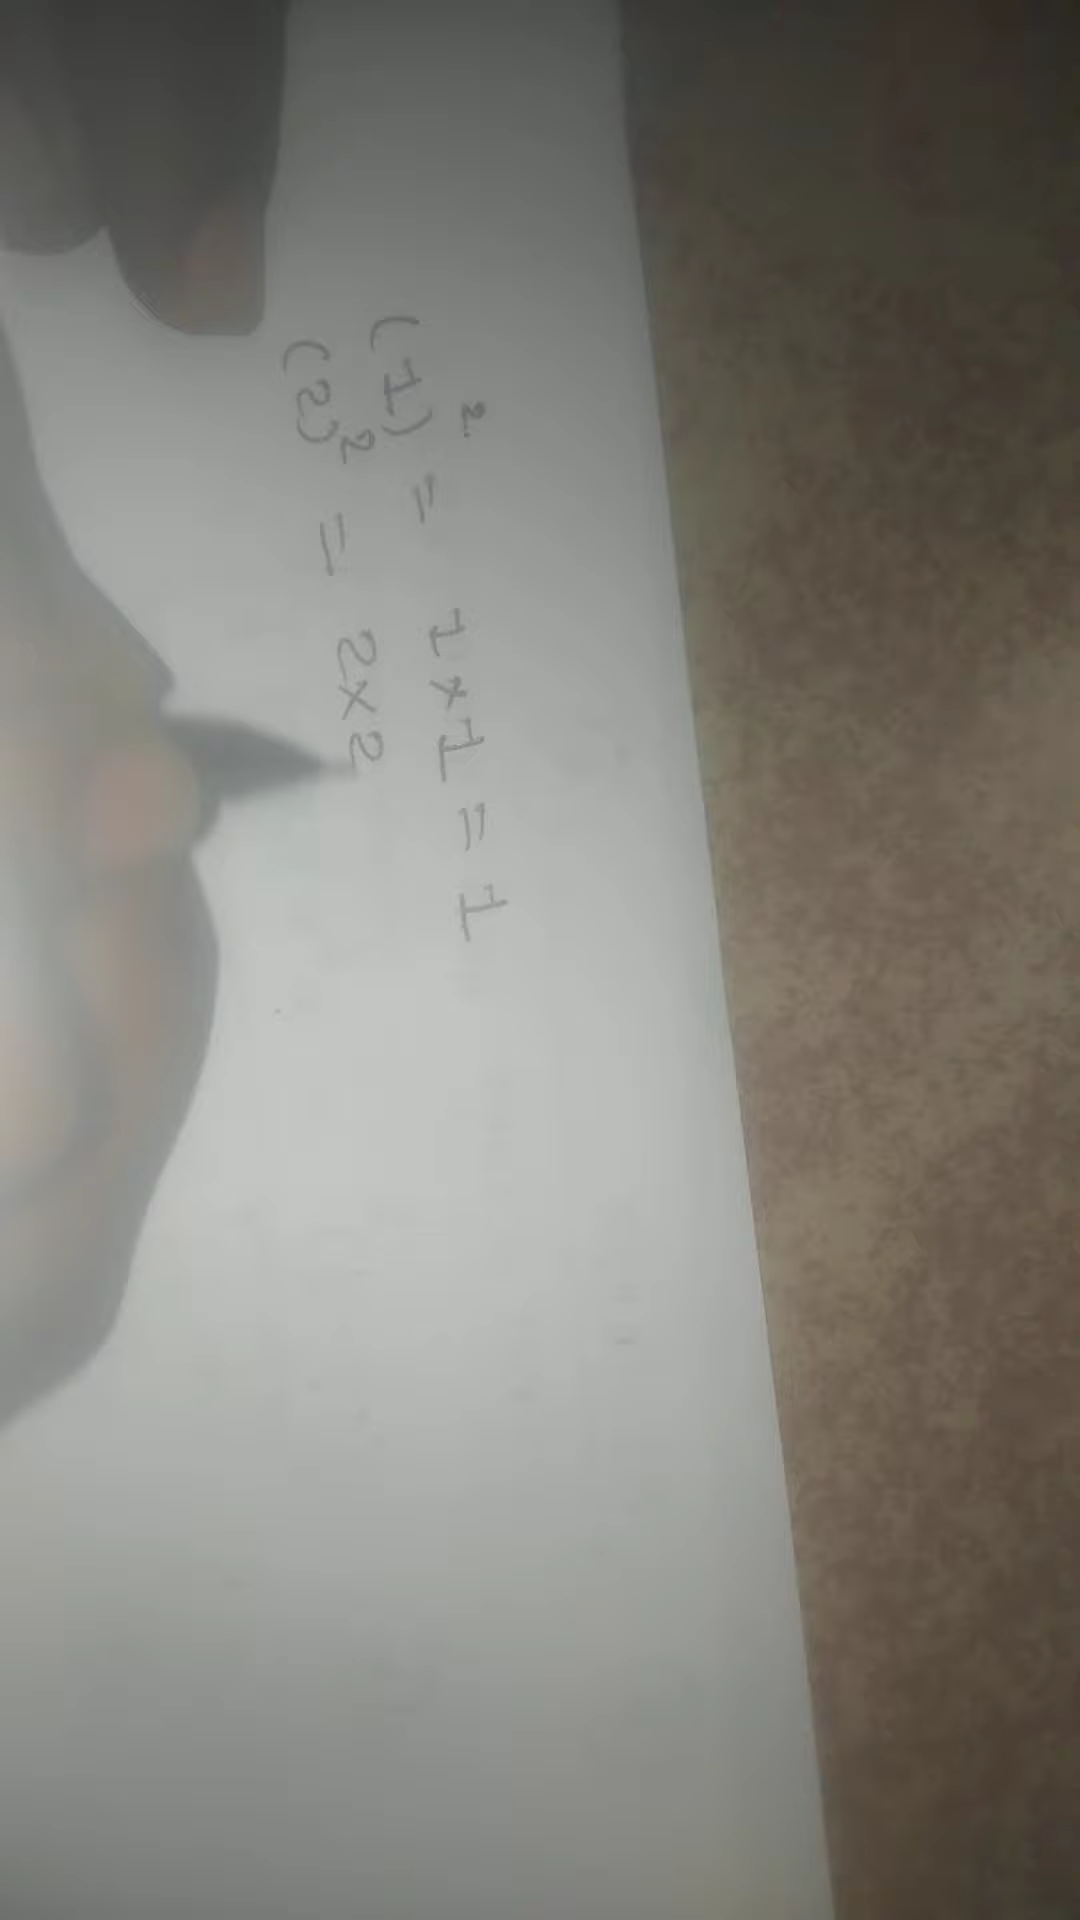 (1)² = 1×1 = 1
(2)² = 2×2